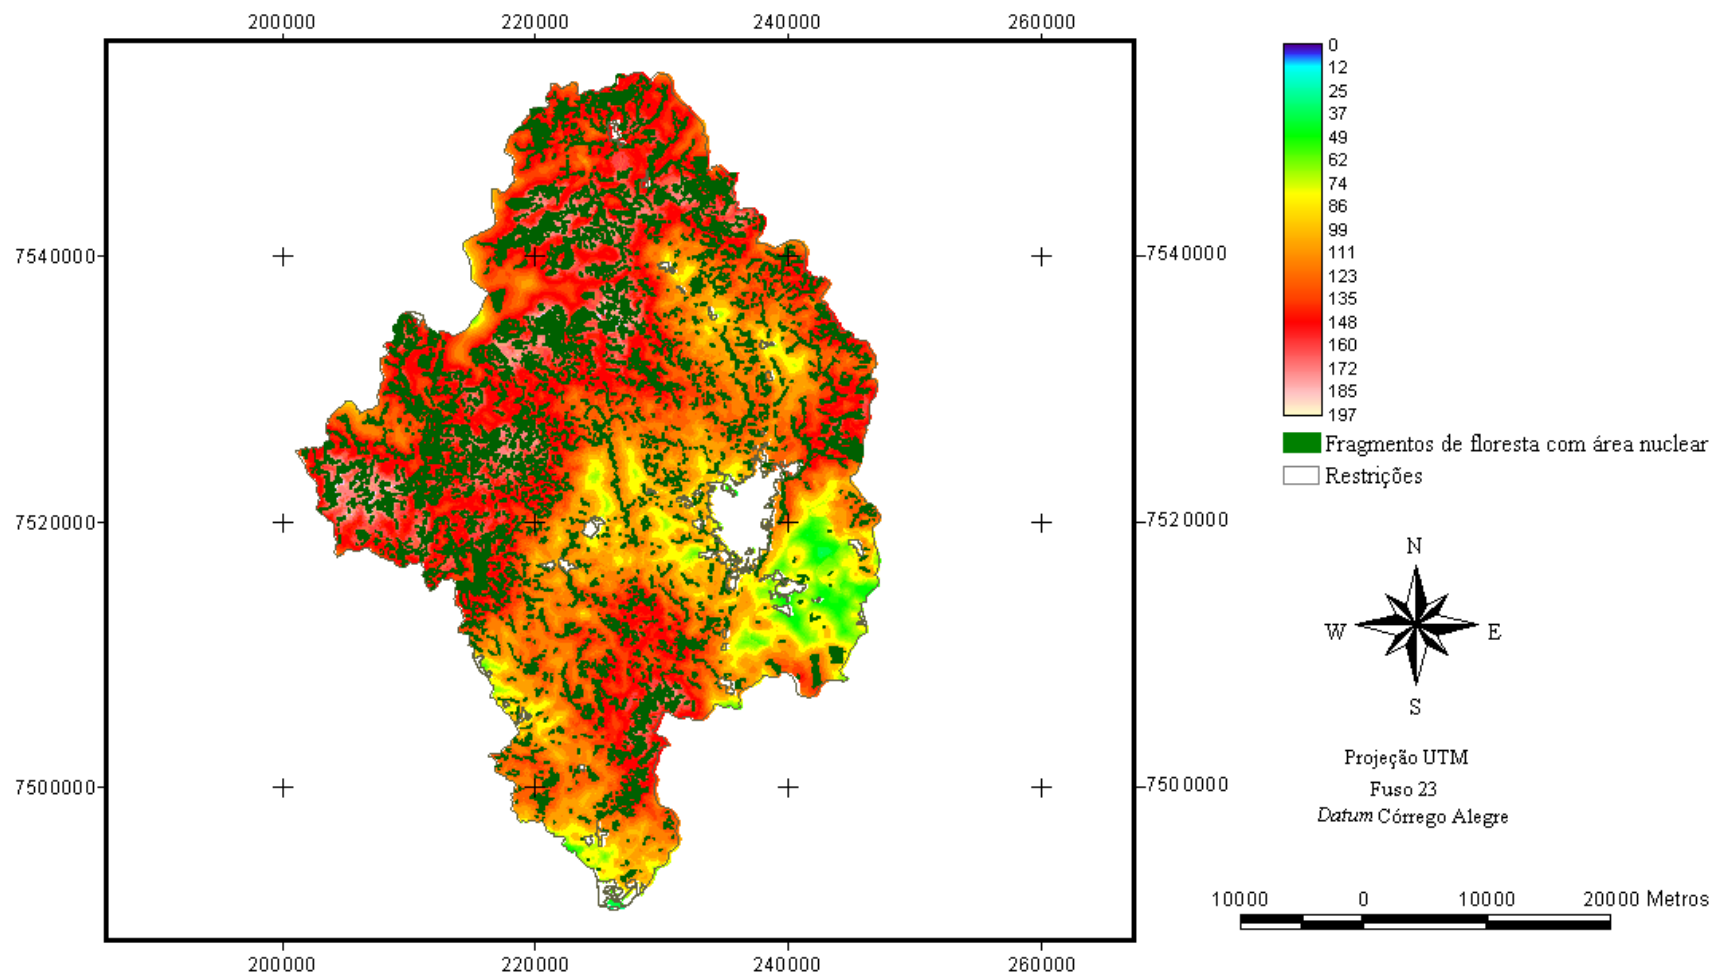 200000 220000 240000 260000
7540000 7540000
7520000 7520000
7500000 7500000
200000 220000 240000 260000
0
12
25
37
49
62
74
86
99
111
123
135
148
160
172
185
197
Fragmentos de floresta com área nuclear
Restrições
N
W E
S
Projeção UTM
Fuso 23
Datum Córrego Alegre
10000 0 10000 20000 Metros